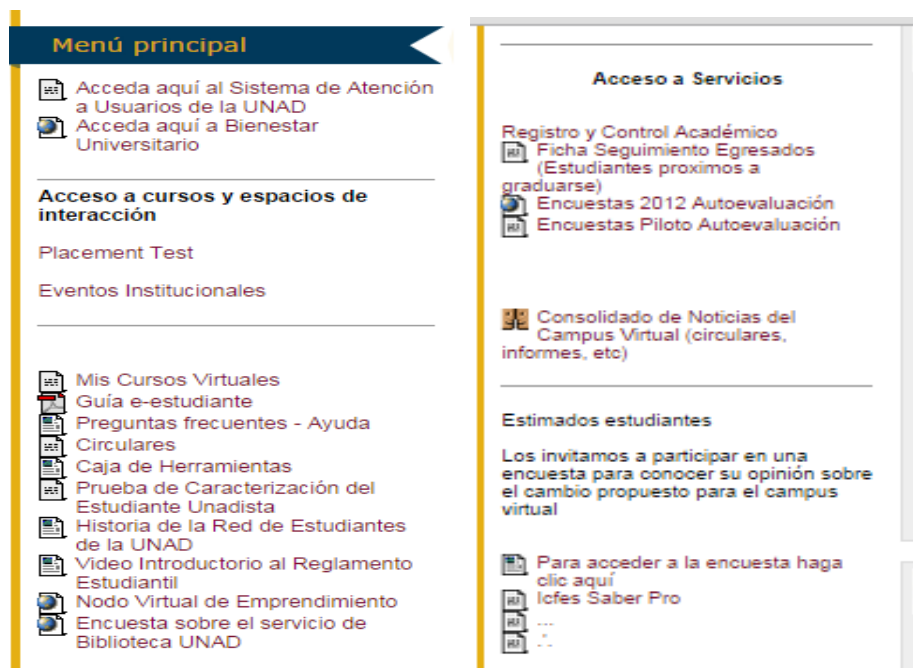 Menú principal
Acceda aquí al Sistema de Atención
a Usuarios de la UNAD
Acceda aquí a Bienestar
Universitario
Acceso a cursos y espacios de
interacción
Placement Test
Eventos Institucionales
Mis Cursos Virtuales
Guía e-estudiante
Preguntas frecuentes - Ayuda
Circulares
Caja de Herramientas
Prueba de Caracterización del
Estudiante Unadista
Historia de la Red de Estudiantes
de la UNAD
Video Introductorio al Reglamento
Estudiantil
Nodo Virtual de Emprendimiento
Encuesta sobre el servicio de
Biblioteca UNAD
Acceso a Servicios
Registro y Control Académico
Ficha Seguimiento Egresados
(Estudiantes proximos a
graduarse)
Encuestas 2012 Autoevaluación
Encuestas Piloto Autoevaluación
Consolidado de Noticias del
Campus Virtual (circulares,
informes, etc)
Estimados estudiantes
Los invitamos a participar en una
encuesta para conocer su opinión sobre
el cambio propuesto para el campus
virtual
Para acceder a la encuesta haga
clic aquí
Icfes Saber Pro
...
.·.